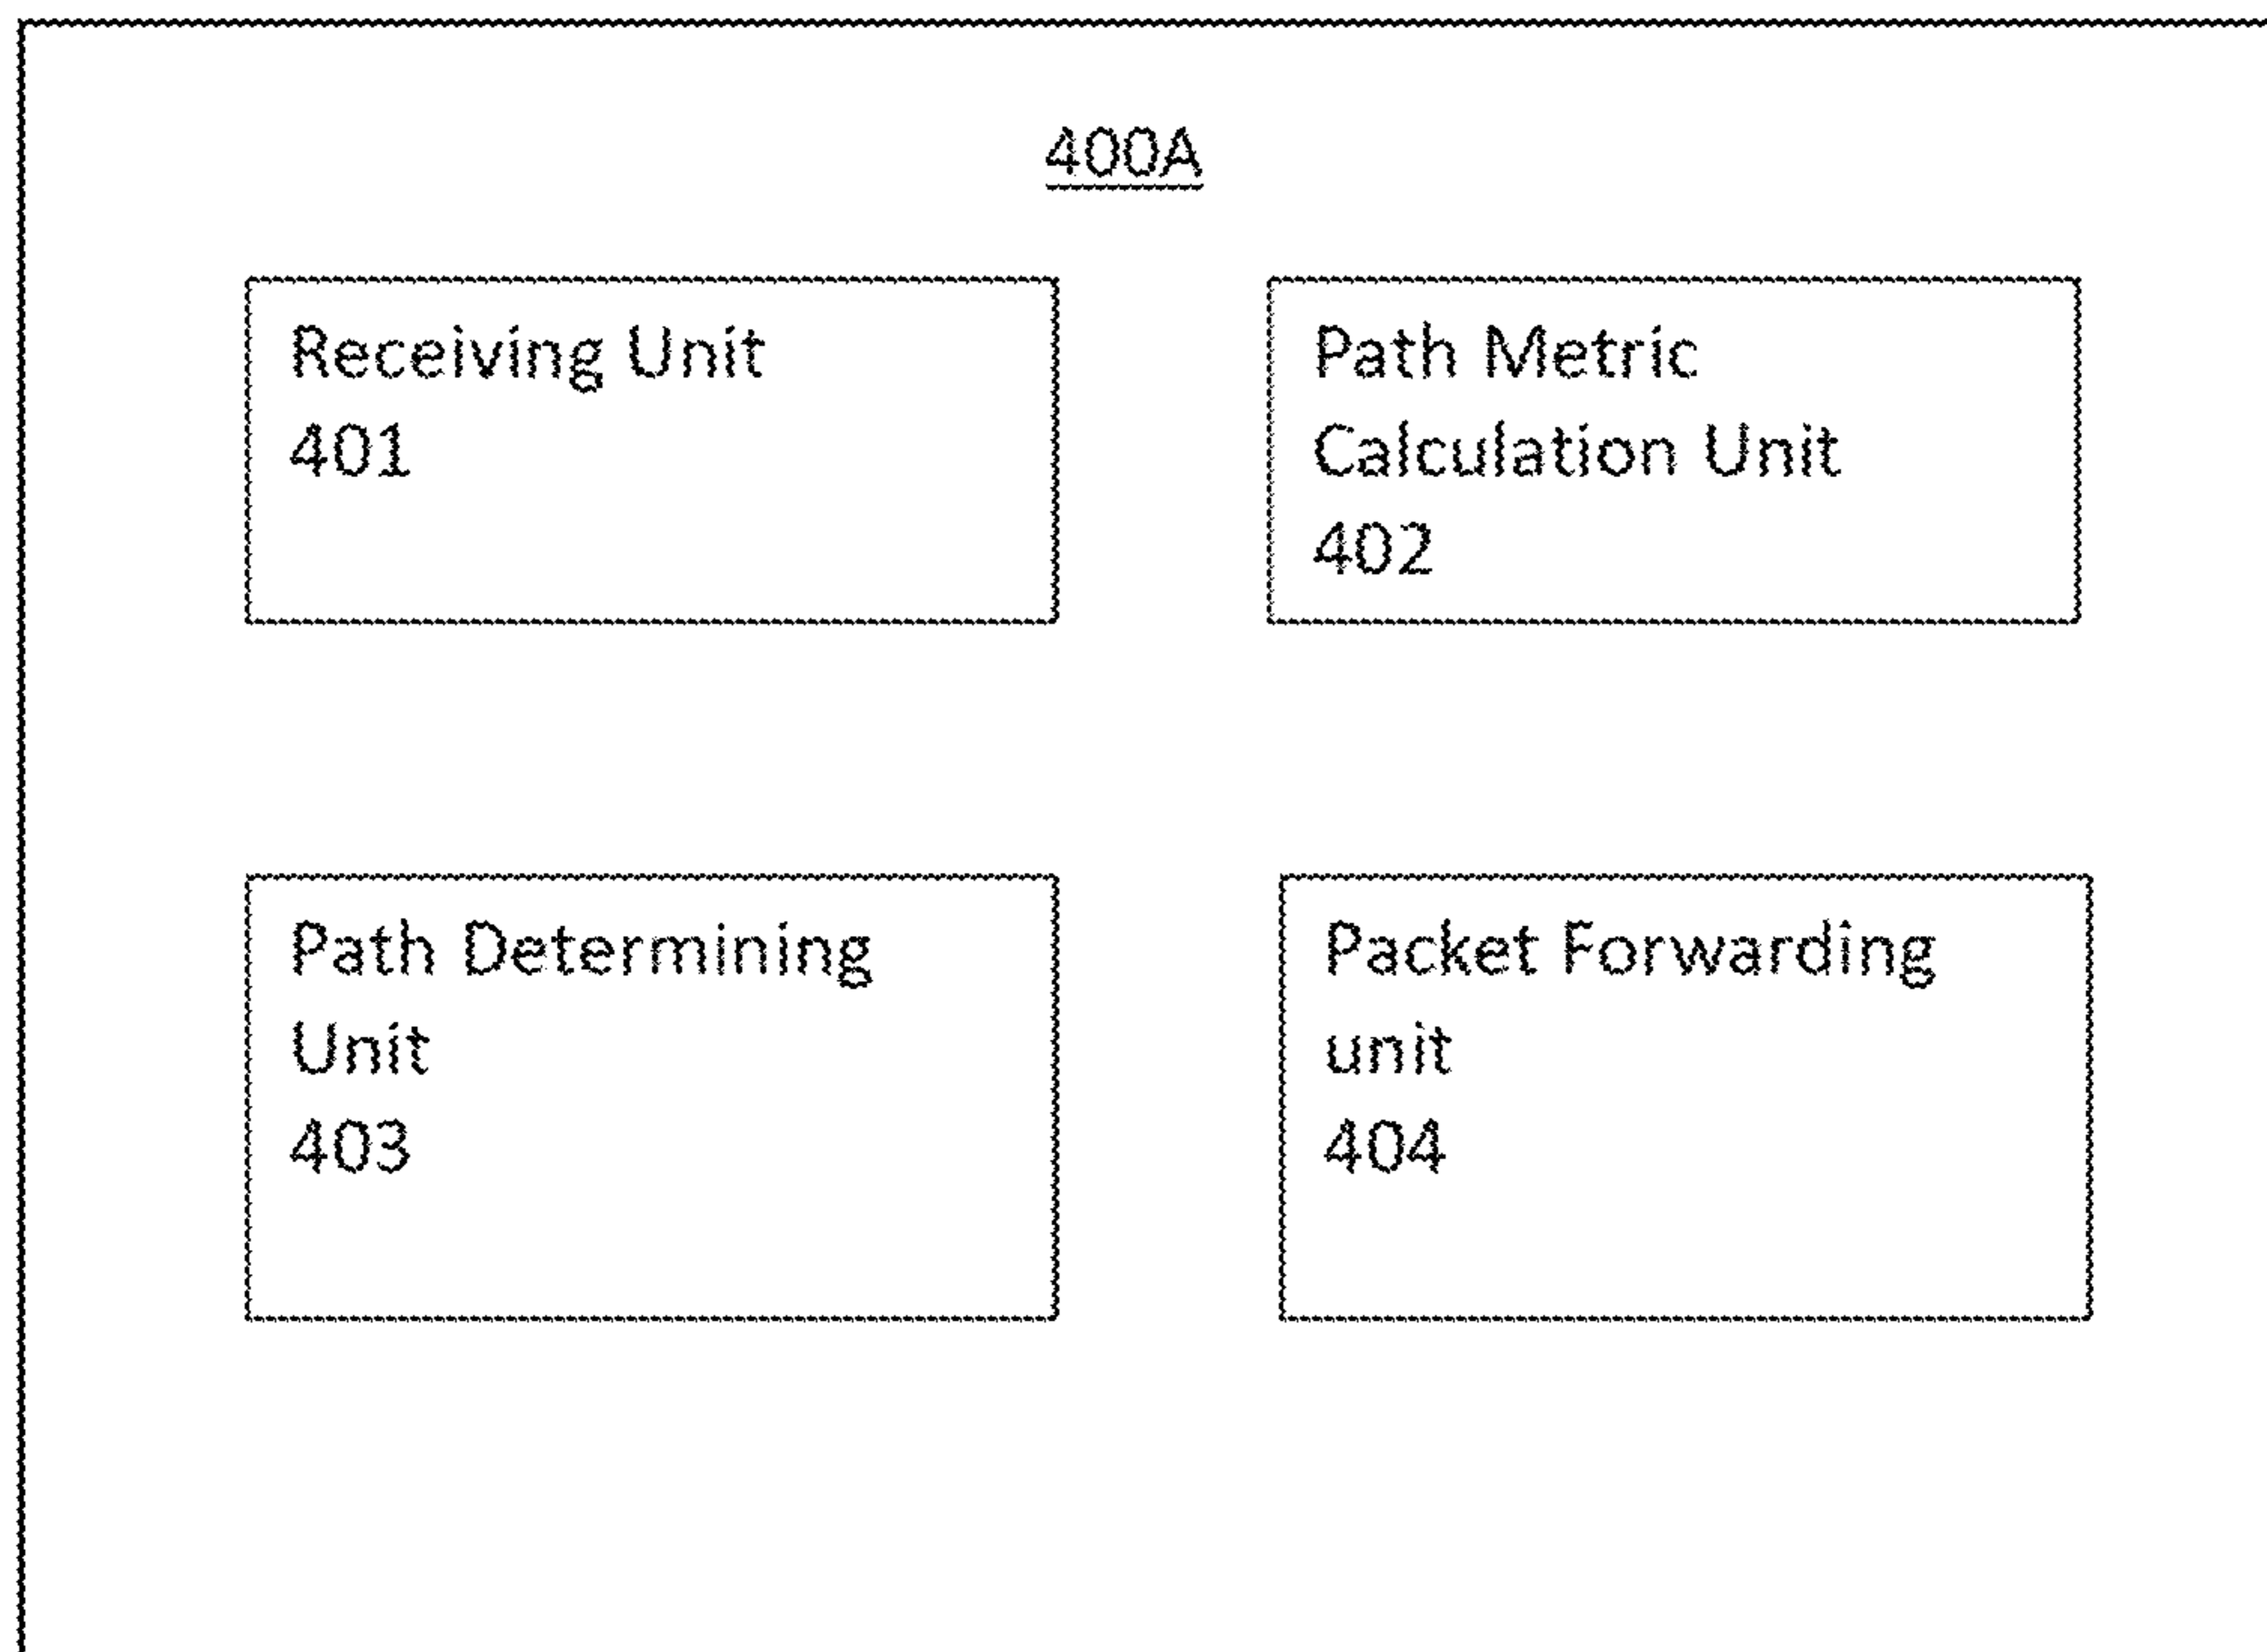 400A
Receiving Unit
401
Path Metric
Calculation Unit
402
Path Determining
Unit
403
Packet Forwarding
unit
404